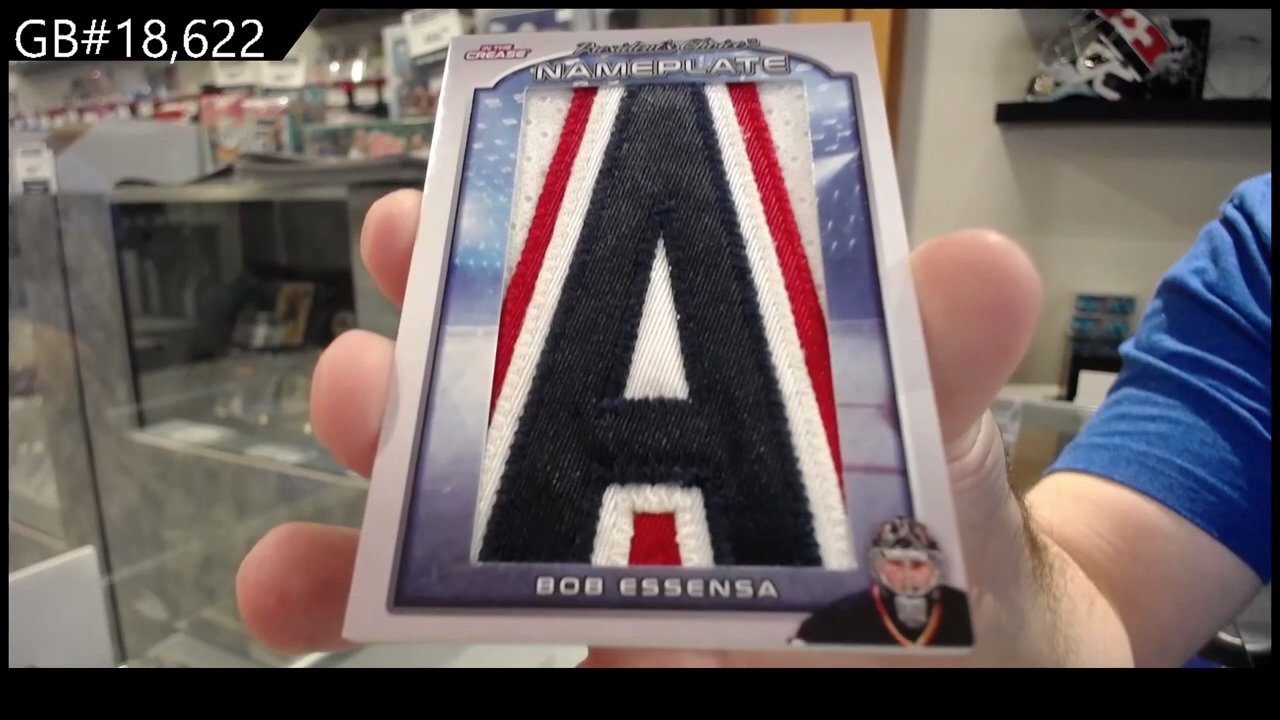 GB#18,622
IN THE
CREASE
President's Choice
NAMEPLATE
A
BOB ESSENSA